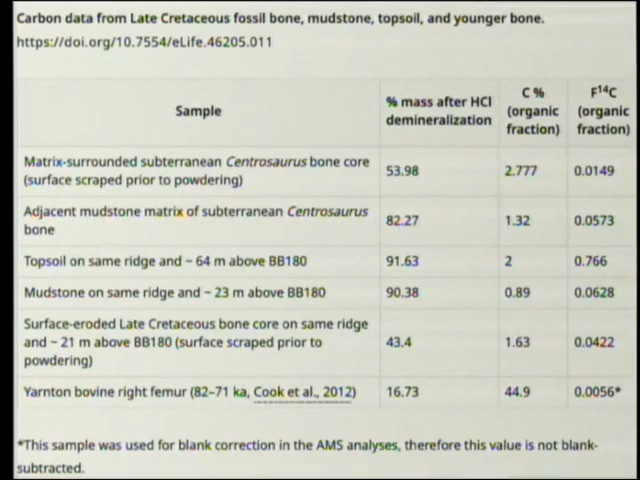 Carbon data from Late Cretaceous fossil bone, mudstone, topsoil, and younger bone.
https://doi.org/10.7554/eLife.46205.011
Sample
% mass after HCl
demineralization
C %
(organic
fraction)
F¹⁴C
(organic
fraction)
Matrix-surrounded subterranean Centrosaurus bone core
(surface scraped prior to powdering)
53.98
2.777
0.0149
Adjacent mudstone matrix of subterranean Centrosaurus
bone
82.27
1.32
0.0573
Topsoil on same ridge and ~ 64 m above BB180
91.63
2
0.766
Mudstone on same ridge and ~ 23 m above BB180
90.38
0.89
0.0628
Surface-eroded Late Cretaceous bone core on same ridge
and ~ 21 m above BB180 (surface scraped prior to
powdering)
43.4
1.63
0.0422
Yarnton bovine right femur (82–71 ka, Cook et al., 2012)
16.73
44.9
0.0056*
*This sample was used for blank correction in the AMS analyses, therefore this value is not blank-
subtracted.